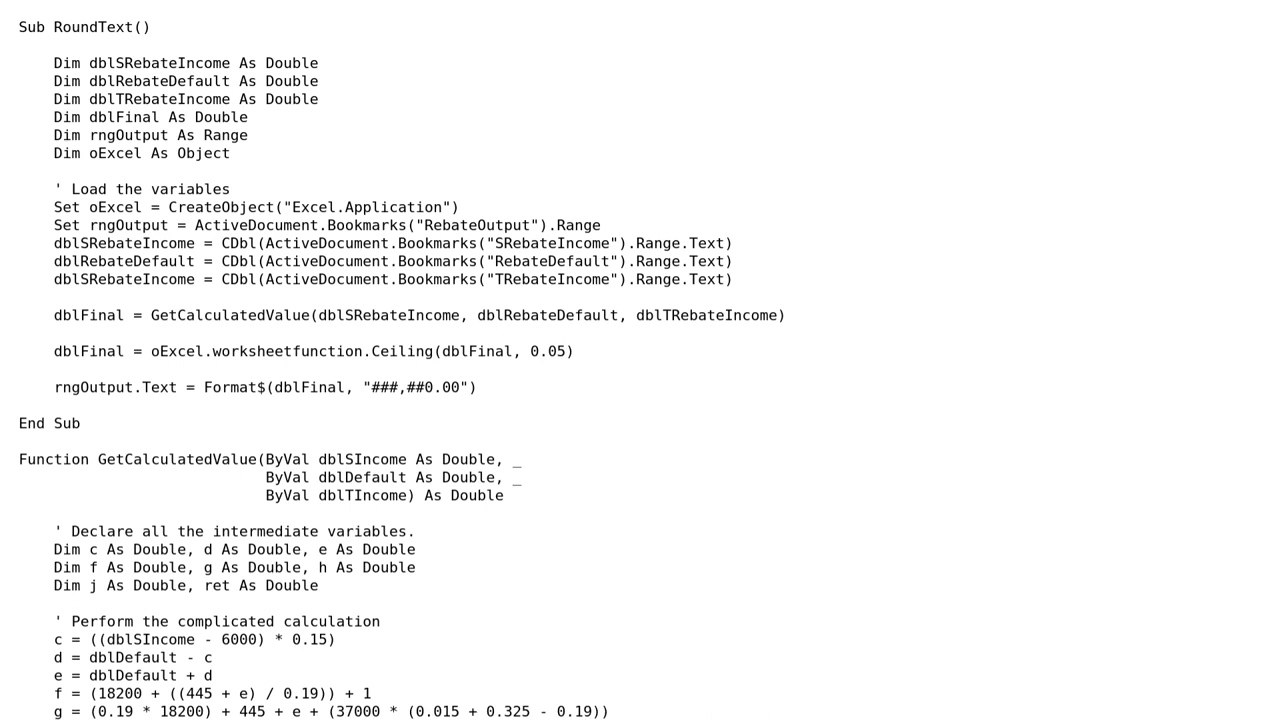 Sub RoundText()
Dim dblSRebateIncome As Double
Dim dblRebateDefault As Double
Dim dblTRebateIncome As Double
Dim dblFinal As Double
Dim rngOutput As Range
Dim oExcel As Object
' Load the variables
Set oExcel = CreateObject("Excel.Application")
Set rngOutput = ActiveDocument.Bookmarks("RebateOutput").Range
dblSRebateIncome = CDbl(ActiveDocument.Bookmarks("SRebateIncome").Range.Text)
dblRebateDefault = CDbl(ActiveDocument.Bookmarks("RebateDefault").Range.Text)
dblSRebateIncome = CDbl(ActiveDocument.Bookmarks("TRebateIncome").Range.Text)
dblFinal = GetCalculatedValue(dblSRebateIncome, dblRebateDefault, dblTRebateIncome)
dblFinal = oExcel.worksheetfunction.Ceiling(dblFinal, 0.05)
rngOutput.Text = Format$(dblFinal, "###,##0.00")
End Sub
Function GetCalculatedValue(ByVal dblSIncome As Double, _
ByVal dblDefault As Double, _
ByVal dblTIncome) As Double
' Declare all the intermediate variables.
Dim c As Double, d As Double, e As Double
Dim f As Double, g As Double, h As Double
Dim j As Double, ret As Double
' Perform the complicated calculation
c = ((dblSIncome - 6000) * 0.15)
d = dblDefault - c
e = dblDefault + d
f = (18200 + ((445 + e) / 0.19)) + 1
g = (0.19 * 18200) + 445 + e + (37000 * (0.015 + 0.325 - 0.19))